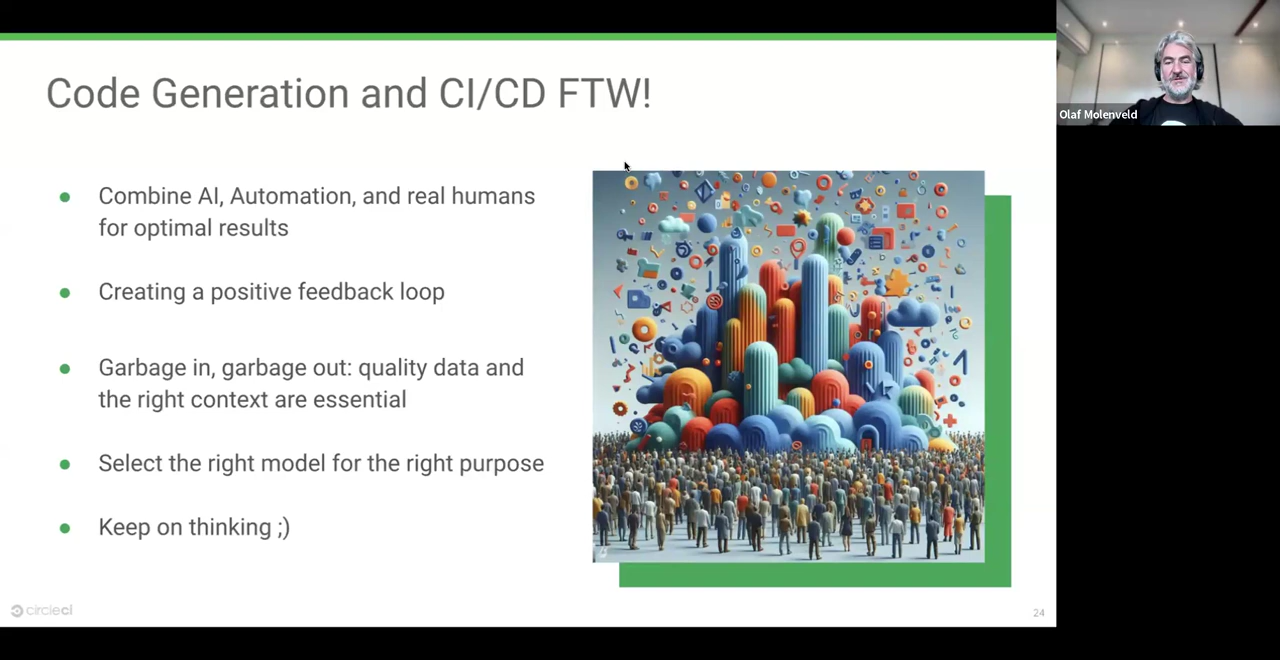 Code Generation and CI/CD FTW!
Olaf Molenveld
Combine AI, Automation, and real humans
for optimal results
Creating a positive feedback loop
Garbage in, garbage out: quality data and
the right context are essential
Select the right model for the right purpose
Keep on thinking ;)
circleci
24